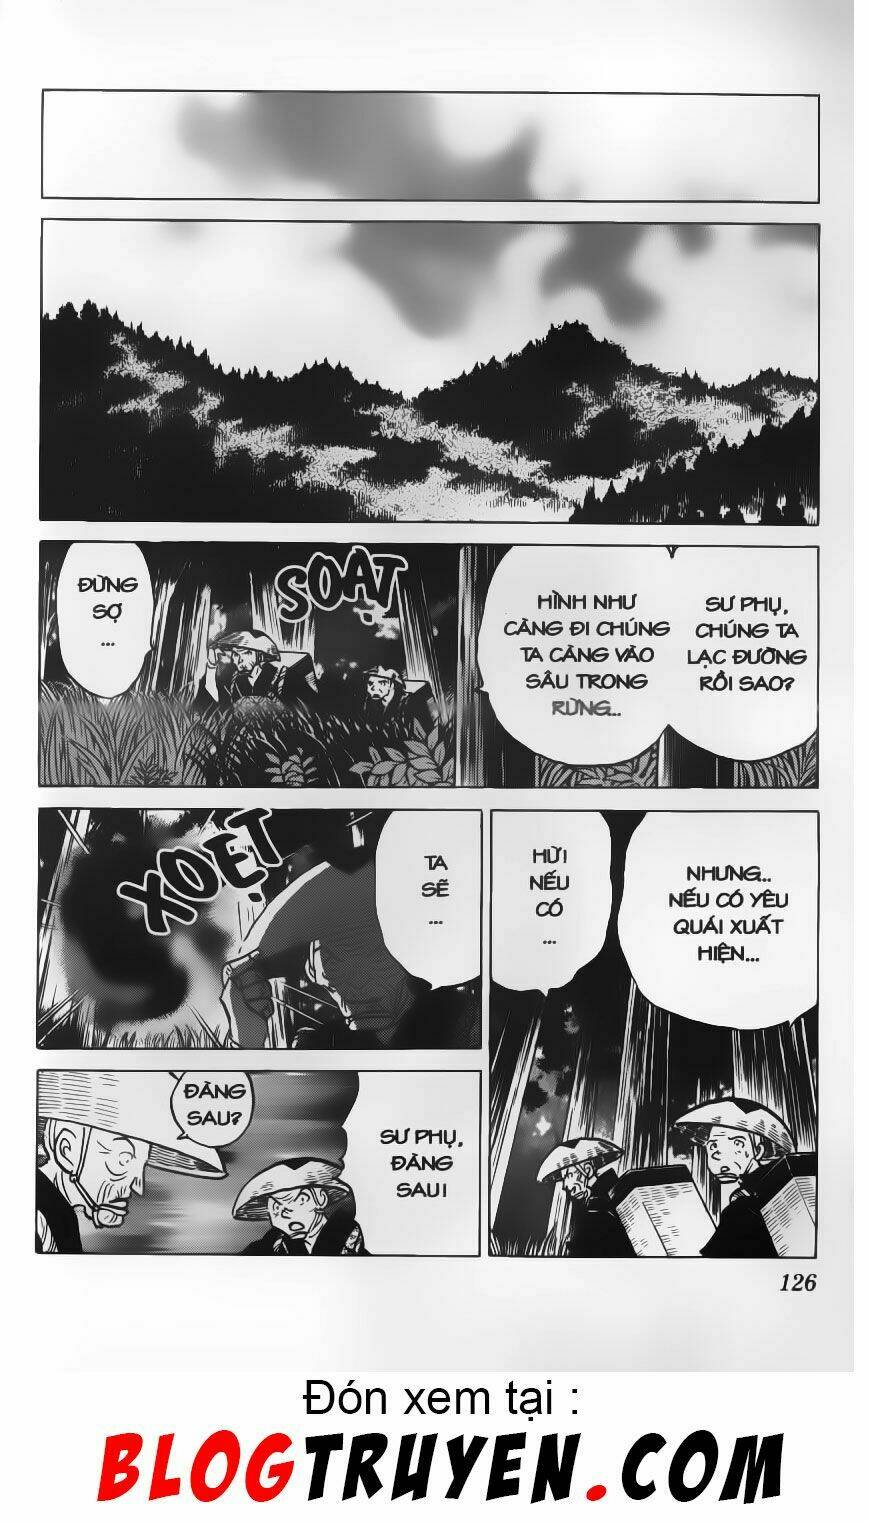 SƯ PHỤ,
CHÚNG TA
LẠC ĐƯỜNG
RỒI SAO?
HÌNH NHƯ
CÀNG ĐI CHÚNG
TA CÀNG VÀO
SÂU TRONG
RỪNG...
SOẠT
ĐỪNG
SỢ
...
NHƯNG..
NẾU CÓ YÊU
QUÁI XUẤT
HIỆN...
HỪ!
NẾU
CÓ
...
TA
SẼ
...
XOẸT
SƯ PHỤ,
ĐÀNG
SAU!
ĐÀNG
SAU?
126
Đón xem tại :
BLOGTRUYEN.COM